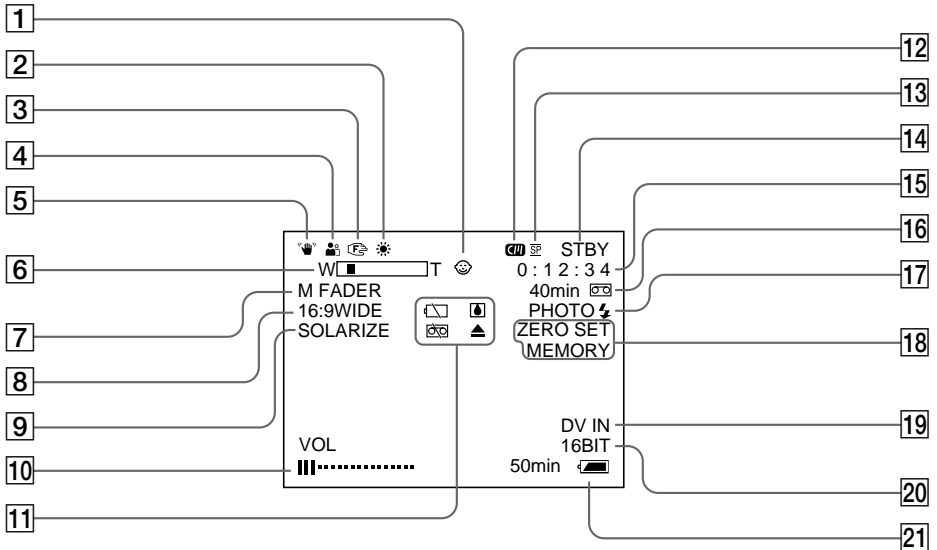 1
2
3
4
5
6
7
8
9
10
11
12
13
14
15
16
17
18
19
20
21
F
W T
M FADER
16:9WIDE
SOLARIZE
VOL
CM SP STBY
0:12:34
40min
PHOTO
ZERO SET
MEMORY
DV IN
16BIT
50min